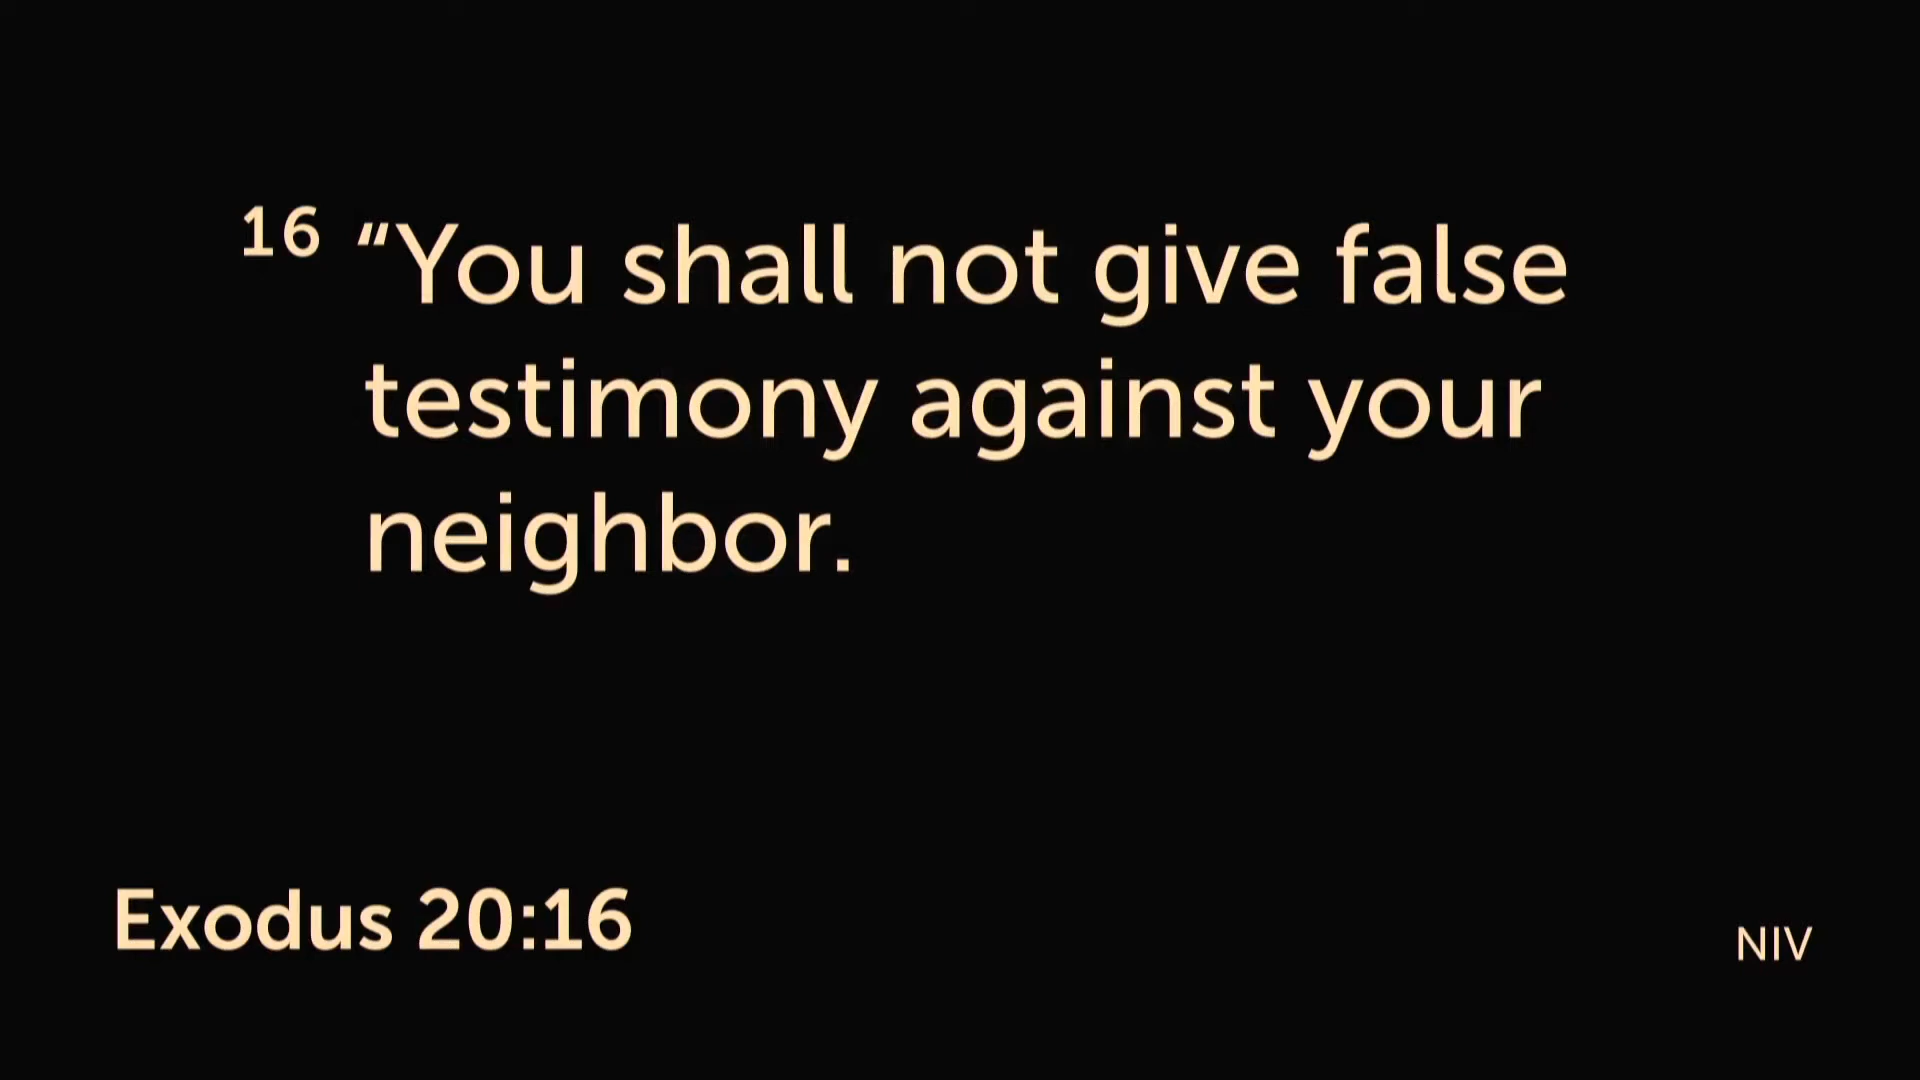 16 “You shall not give false
testimony against your
neighbor.
Exodus 20:16
NIV